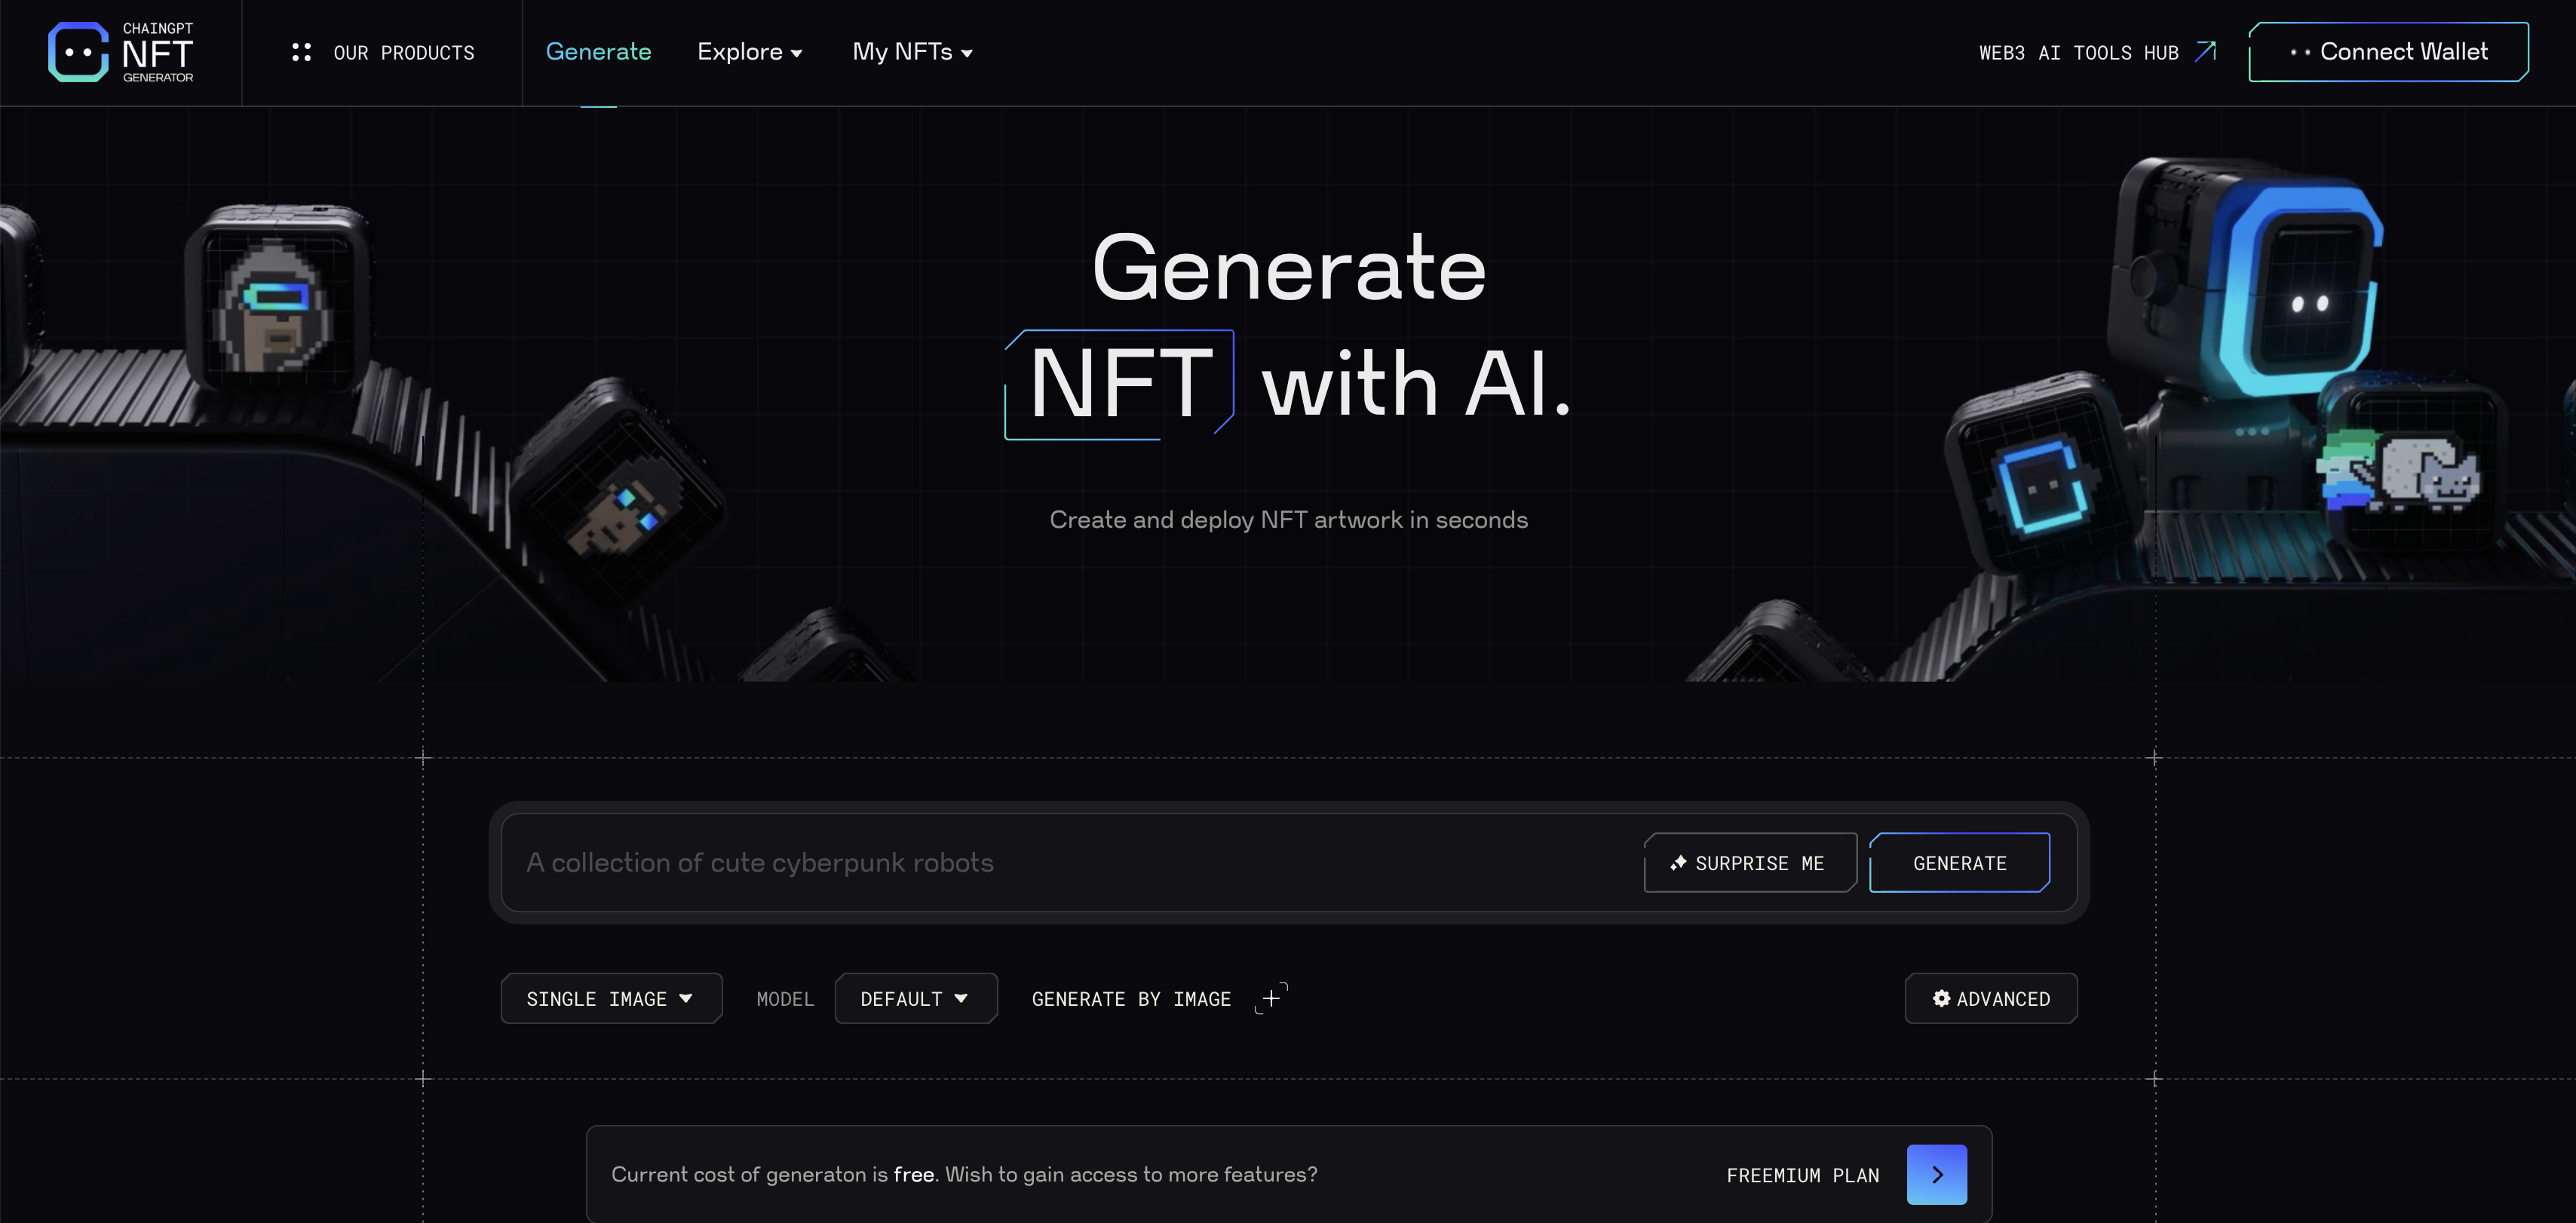 CHAINGPT
NFT
GENERATOR
OUR PRODUCTS
Generate
Explore
My NFTs
WEB3 AI TOOLS HUB
Connect Wallet
Generate
NFT with AI.
Create and deploy NFT artwork in seconds
A collection of cute cyberpunk robots
SURPRISE ME
GENERATE
SINGLE IMAGE
MODEL
DEFAULT
GENERATE BY IMAGE
ADVANCED
Current cost of generaton is free. Wish to gain access to more features?
FREEMIUM PLAN